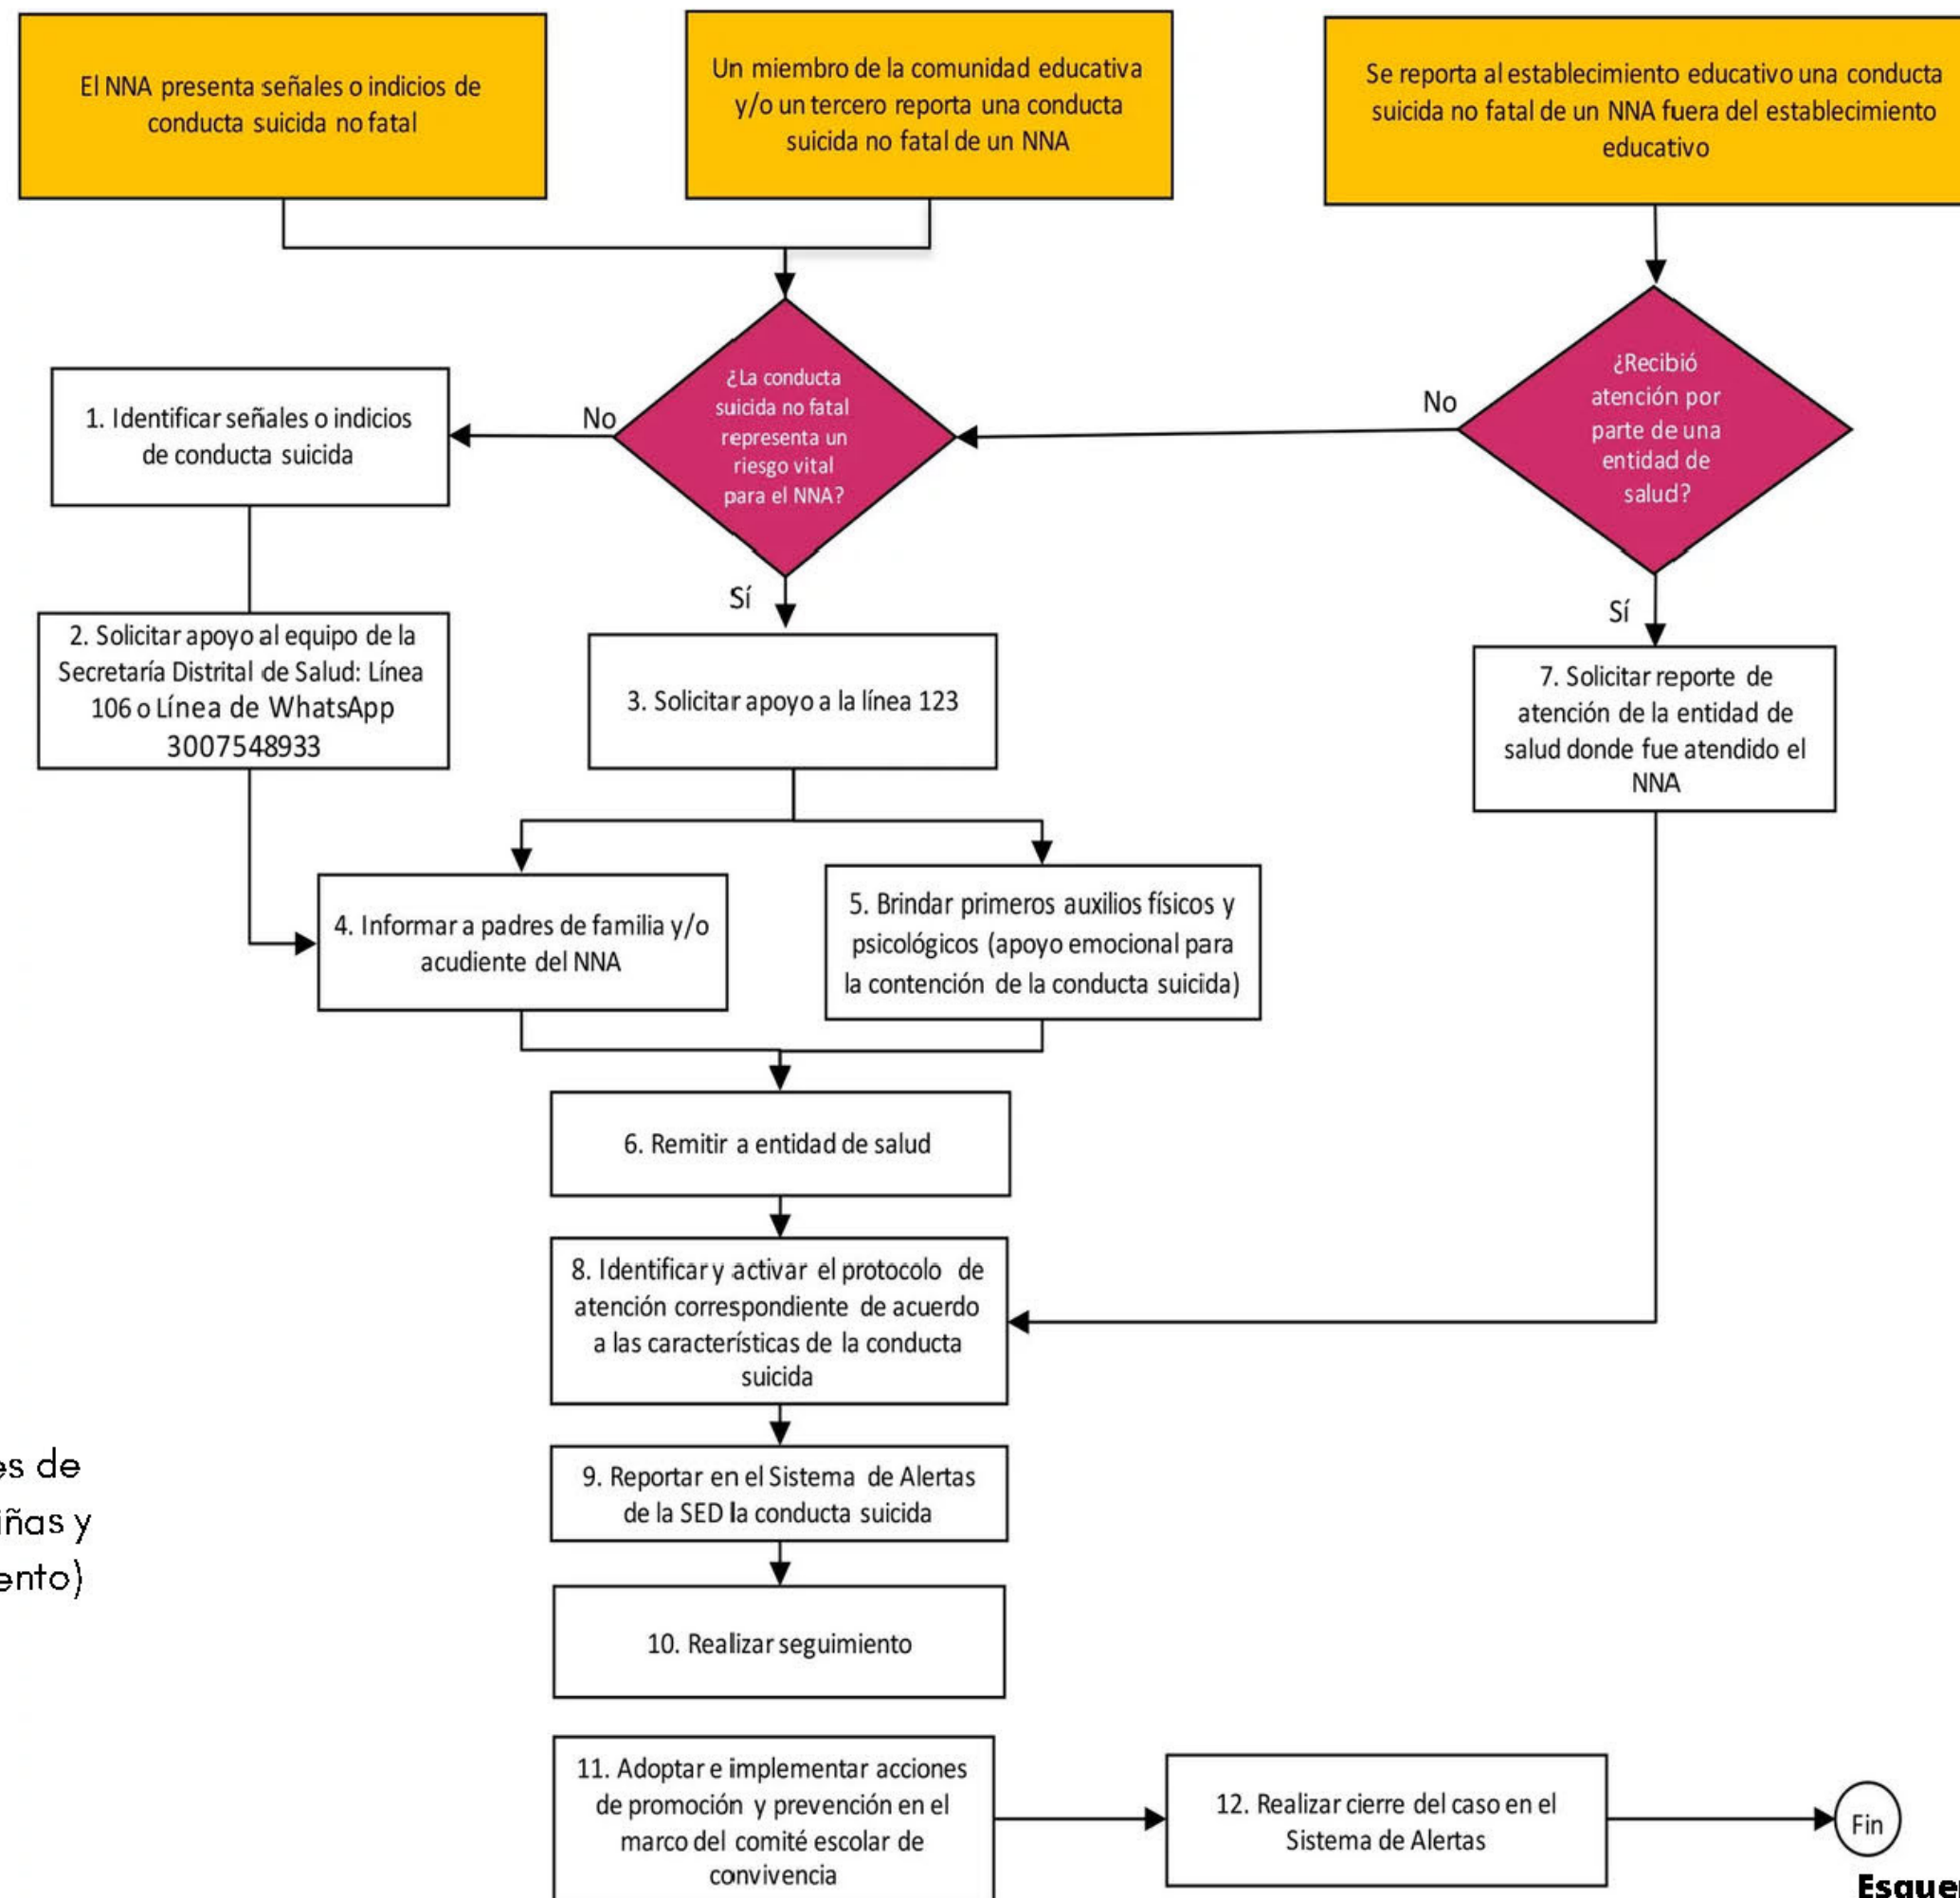 El NNA presenta señales o indicios de
conducta suicida no fatal
Un miembro de la comunidad educativa
y/o un tercero reporta una conducta
suicida no fatal de un NNA
Se reporta al establecimiento educativo una conducta
suicida no fatal de un NNA fuera del establecimiento
educativo
¿La conducta
suicida no fatal
representa un
riesgo vital
para el NNA?
¿Recibió
atención por
parte de una
entidad de
salud?
No
No
1. Identificar señales o indicios
de conducta suicida
Sí
Sí
2. Solicitar apoyo al equipo de la
Secretaría Distrital de Salud: Línea
106 o Línea de WhatsApp
3007548933
3. Solicitar apoyo a la línea 123
7. Solicitar reporte de
atención de la entidad de
salud donde fue atendido el
NNA
4. Informar a padres de familia y/o
acudiente del NNA
5. Brindar primeros auxilios físicos y
psicológicos (apoyo emocional para
la contención de la conducta suicida)
6. Remitir a entidad de salud
8. Identificar y activar el protocolo de
atención correspondiente de acuerdo
a las características de la conducta
suicida
9. Reportar en el Sistema de Alertas
de la SED la conducta suicida
es de
iñas y
ento)
10. Realizar seguimiento
11. Adoptar e implementar acciones
de promoción y prevención en el
marco del comité escolar de
convivencia
12. Realizar cierre del caso en el
Sistema de Alertas
Fin
Esque